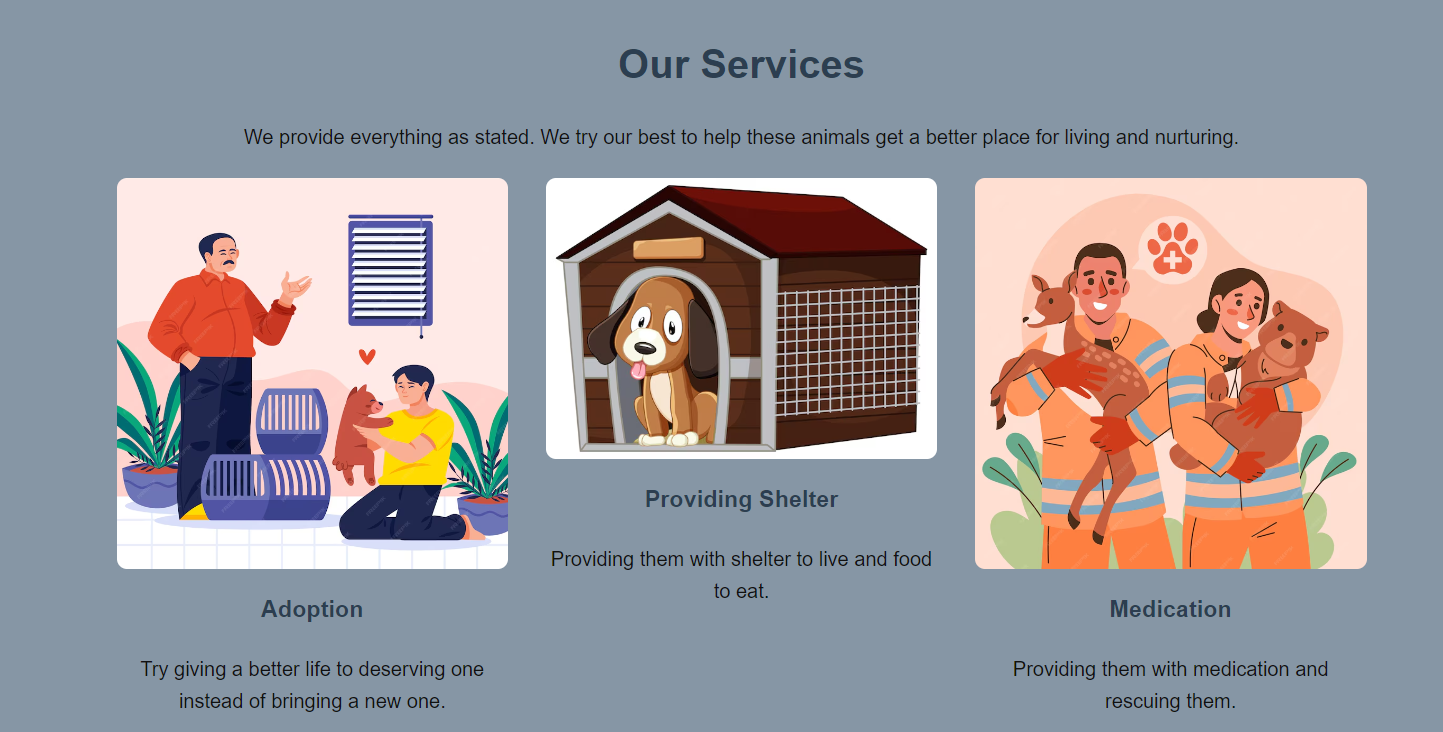 Our Services
We provide everything as stated. We try our best to help these animals get a better place for living and nurturing.
Adoption
Try giving a better life to deserving one
instead of bringing a new one.
Providing Shelter
Providing them with shelter to live and food
to eat.
Medication
Providing them with medication and
rescuing them.